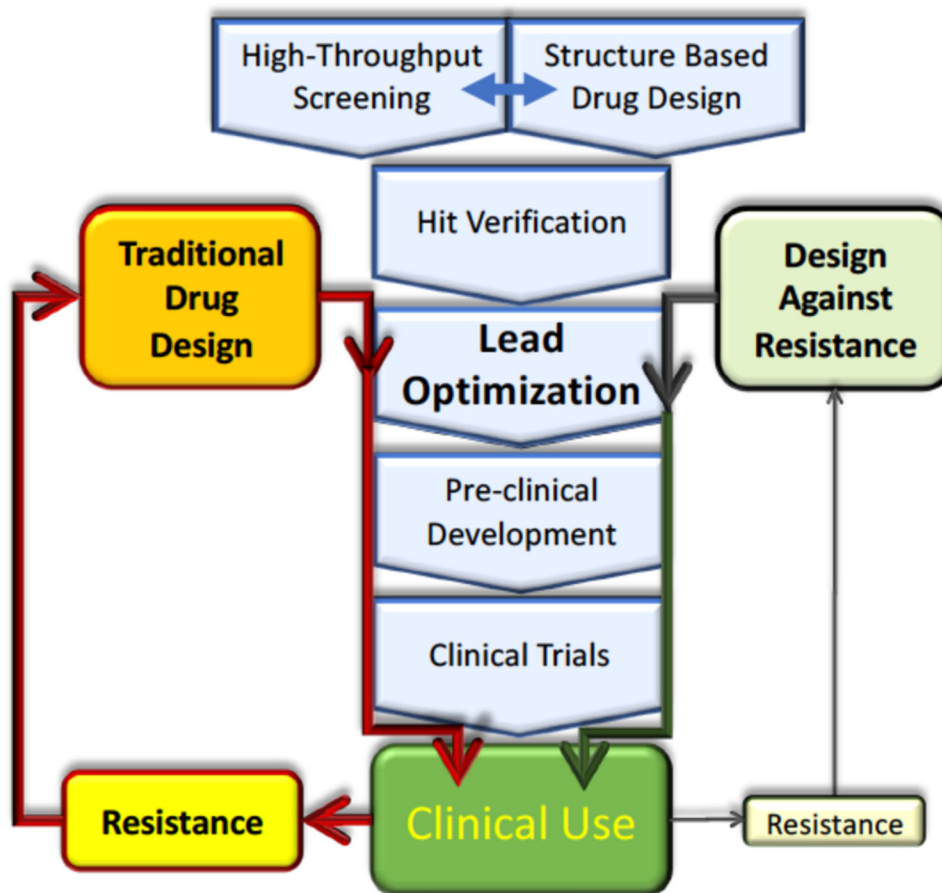 High-Throughput
Screening
Structure Based
Drug Design
Hit Verification
Traditional
Drug
Design
Design
Against
Resistance
Lead
Optimization
Pre-clinical
Development
Clinical Trials
Resistance
Clinical Use
Resistance